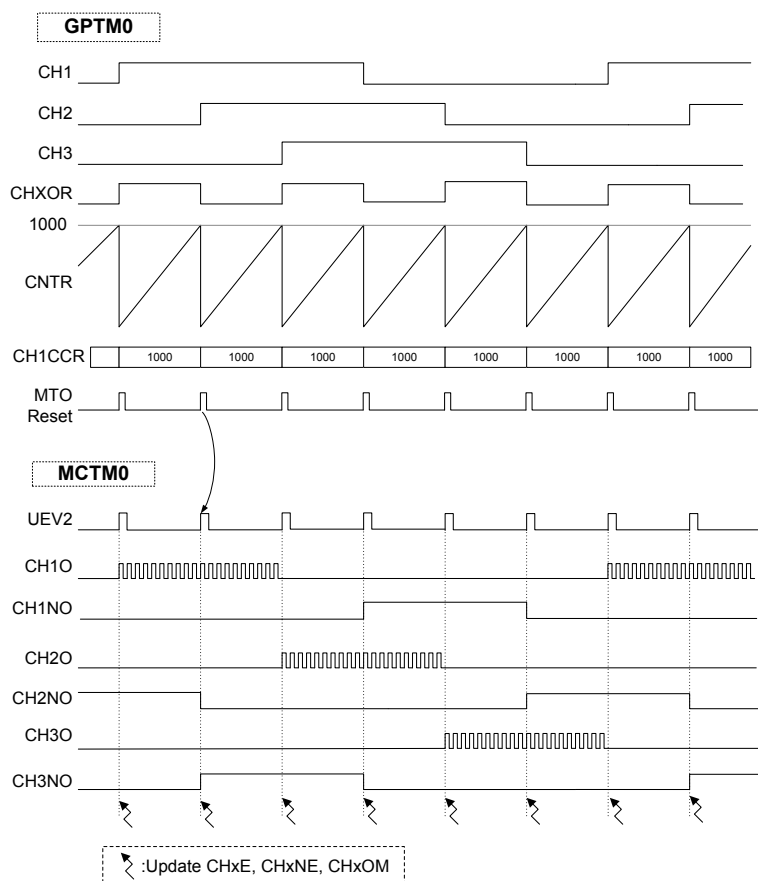 GPTM0
CH1
CH2
CH3
CHXOR
1000
CNTR
CH1CCR 1000 1000 1000 1000 1000 1000 1000 1000
MTO
Reset
MCTM0
UEV2
CH1O
CH1NO
CH2O
CH2NO
CH3O
CH3NO
:Update CHxE, CHxNE, CHxOM